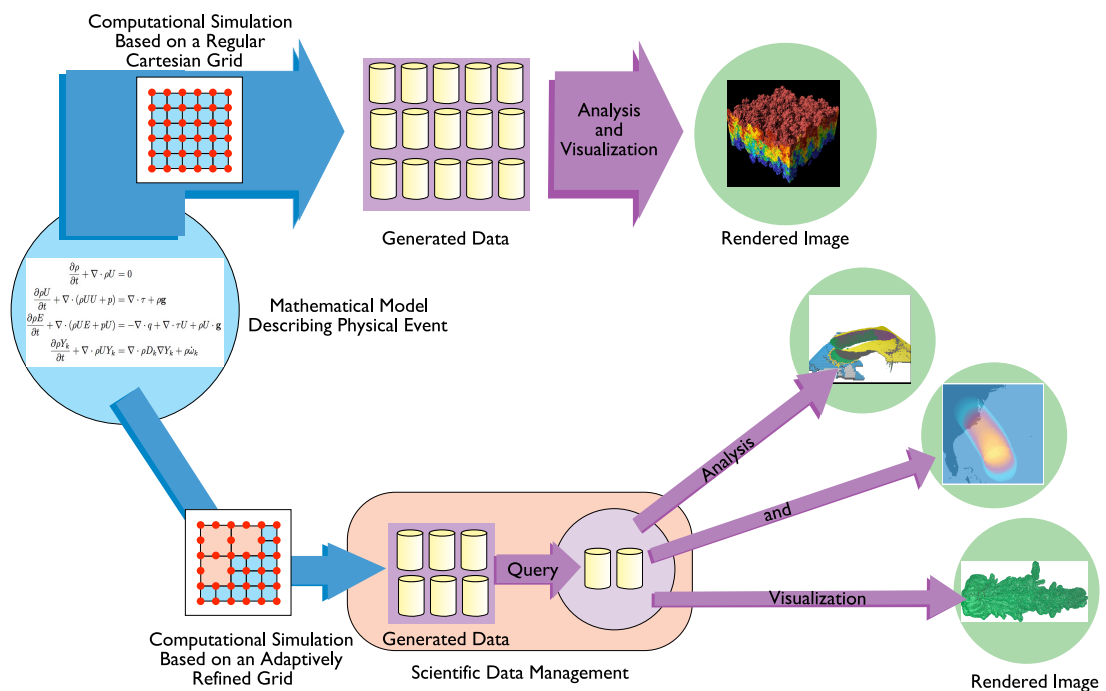 Computational Simulation
Based on a Regular
Cartesian Grid
Analysis
and
Visualization
Generated Data
Rendered Image
∂ρ/∂t + ∇ · ρU = 0
∂ρU/∂t + ∇ · (ρUU + p) = ∇ · τ + ρg
∂ρE/∂t + ∇ · (ρUE + pU) = −∇ · q + ∇ · τU + ρU · g
∂ρY_k/∂t + ∇ · ρUY_k = ∇ · ρD_k∇Y_k + ρω̇_k
Mathematical Model
Describing Physical Event
Analysis
and
Visualization
Query
Generated Data
Scientific Data Management
Computational Simulation
Based on an Adaptively
Refined Grid
Rendered Image